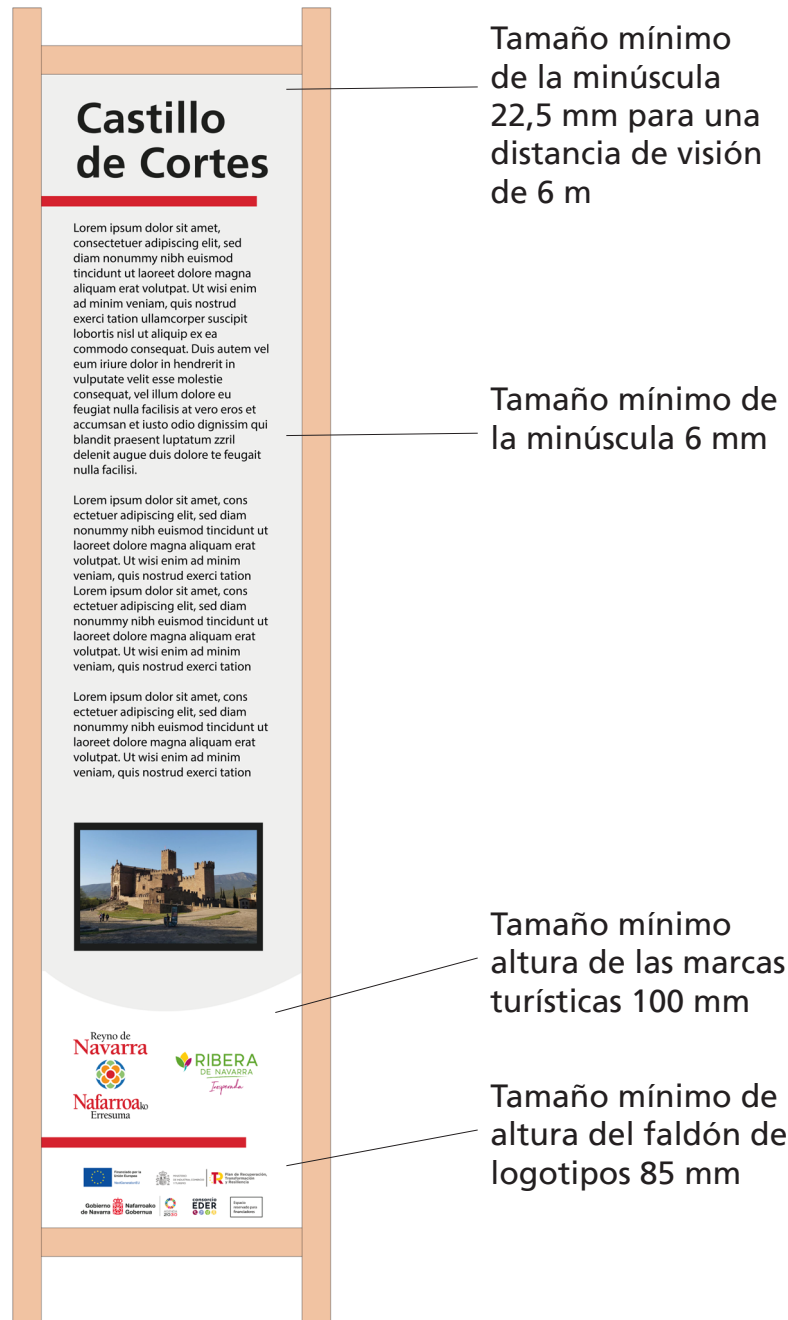 Castillo
de Cortes
Lorem ipsum dolor sit amet,
consectetuer adipiscing elit, sed
diam nonummy nibh euismod
tincidunt ut laoreet dolore magna
aliquam erat volutpat. Ut wisi enim
ad minim veniam, quis nostrud
exerci tation ullamcorper suscipit
lobortis nisl ut aliquip ex ea
commodo consequat. Duis autem vel
eum iriure dolor in hendrerit in
vulputate velit esse molestie
consequat, vel illum dolore eu
feugiat nulla facilisis at vero eros et
accumsan et iusto odio dignissim qui
blandit praesent luptatum zzril
delenit augue duis dolore te feugait
nulla facilisi.
Lorem ipsum dolor sit amet, cons
ectetuer adipiscing elit, sed diam
nonummy nibh euismod tincidunt ut
laoreet dolore magna aliquam erat
volutpat. Ut wisi enim ad minim
veniam, quis nostrud exerci tation
Lorem ipsum dolor sit amet, cons
ectetuer adipiscing elit, sed diam
nonummy nibh euismod tincidunt ut
laoreet dolore magna aliquam erat
volutpat. Ut wisi enim ad minim
veniam, quis nostrud exerci tation
Lorem ipsum dolor sit amet, cons
ectetuer adipiscing elit, sed diam
nonummy nibh euismod tincidunt ut
laoreet dolore magna aliquam erat
volutpat. Ut wisi enim ad minim
veniam, quis nostrud exerci tation
Reyno de
Navarra
Nafarroako
Erresuma
RIBERA
DE NAVARRA
Inesperada
Financiado por la
Unión Europea
Plan de Recuperación,
Transformación
y Resiliencia
Gobierno
de Navarra
Nafarroako
Gobernua
2030
consorcio
EDER
Espacio
reservado para
financiadores
Tamaño mínimo
de la minúscula
22,5 mm para una
distancia de visión
de 6 m
Tamaño mínimo de
la minúscula 6 mm
Tamaño mínimo
altura de las marcas
turísticas 100 mm
Tamaño mínimo de
altura del faldón de
logotipos 85 mm